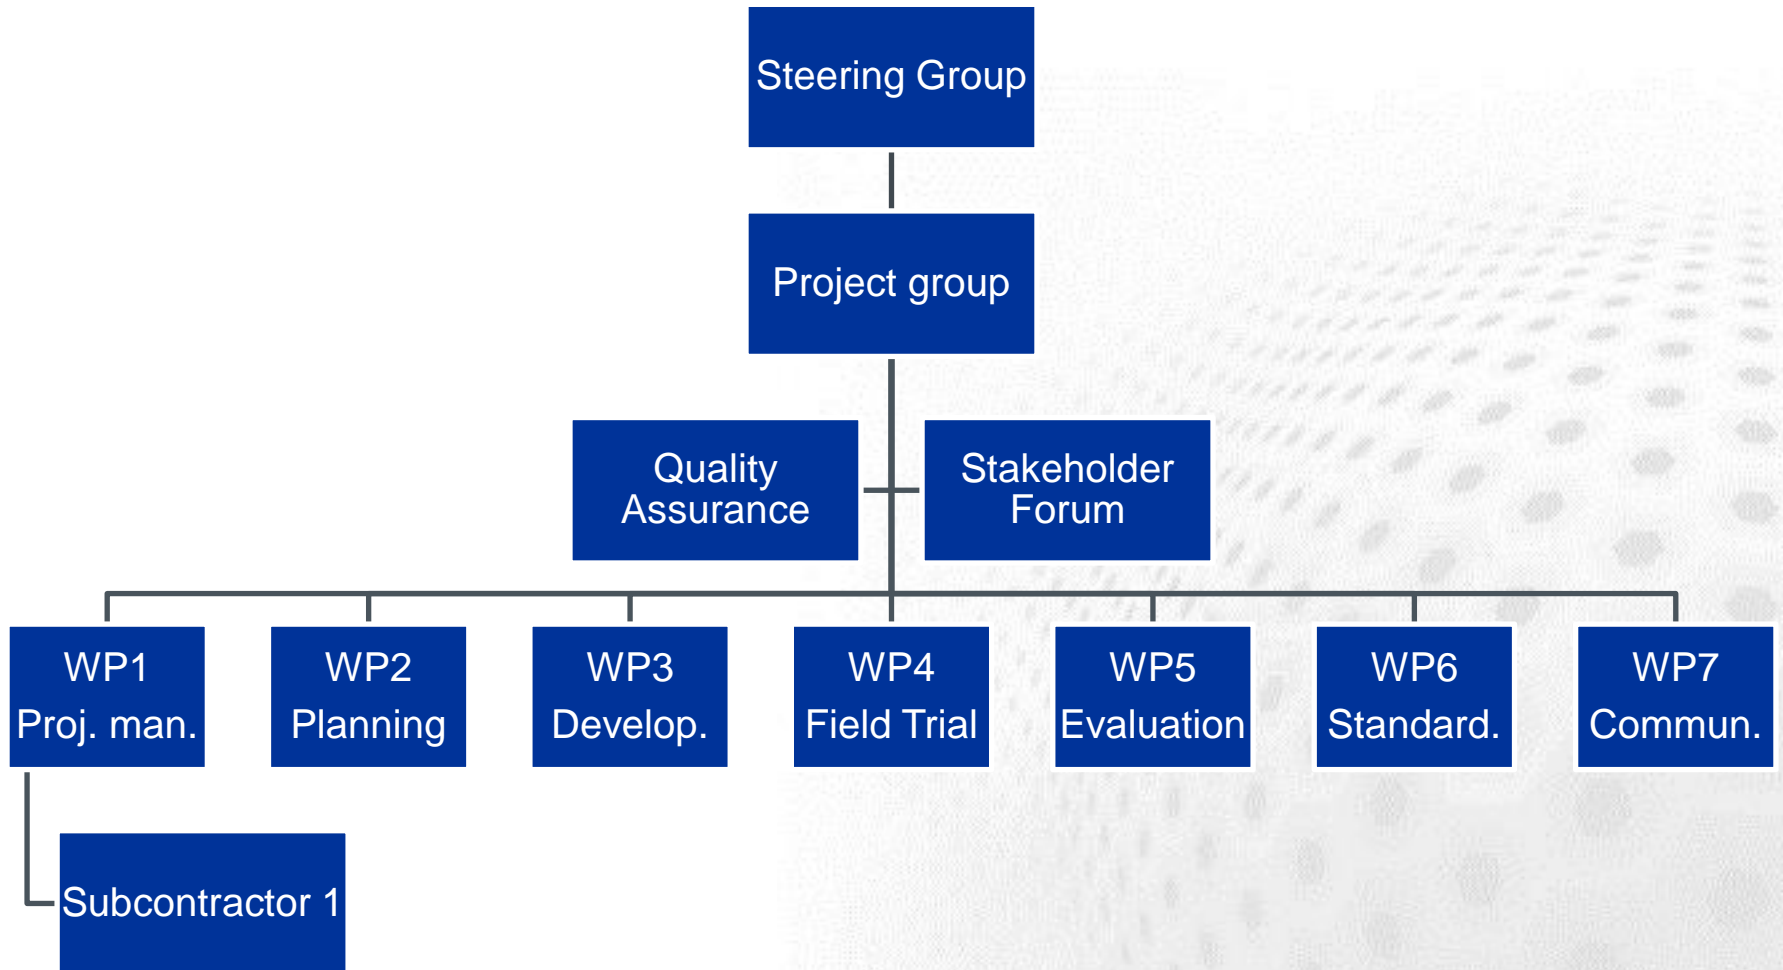 Steering Group
Project group
Quality
Assurance
Stakeholder
Forum
WP1
Proj. man.
WP2
Planning
WP3
Develop.
WP4
Field Trial
WP5
Evaluation
WP6
Standard.
WP7
Commun.
Subcontractor 1